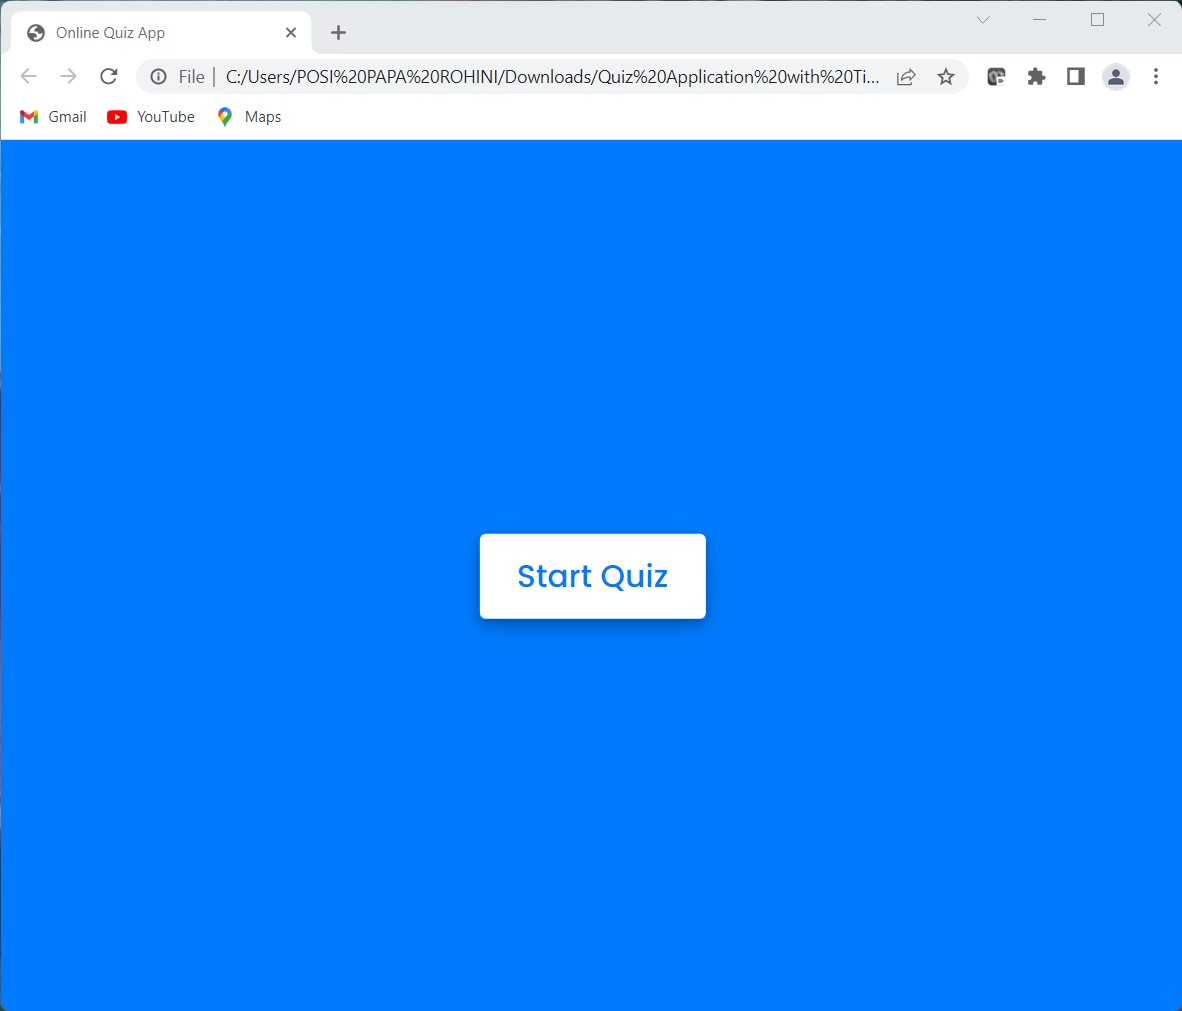 Online Quiz App
File | C:/Users/POSI%20PAPA%20ROHINI/Downloads/Quiz%20Application%20with%20Ti...
Gmail YouTube Maps
Start Quiz